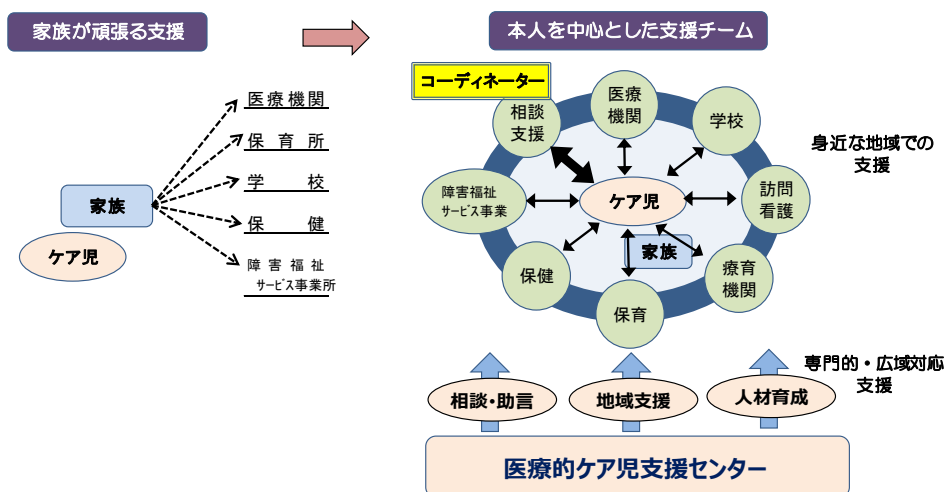 家族が頑張る支援
医療機関
保育所
学校
保健
障害福祉
サービス事業所
家族
ケア児
本人を中心とした支援チーム
コーディネーター
相談
支援
医療
機関
学校
身近な地域での
支援
障害福祉
サービス事業
ケア児
訪問
看護
家族
保健
療育
機関
保育
専門的・広域対応
支援
相談・助言
地域支援
人材育成
医療的ケア児支援センター